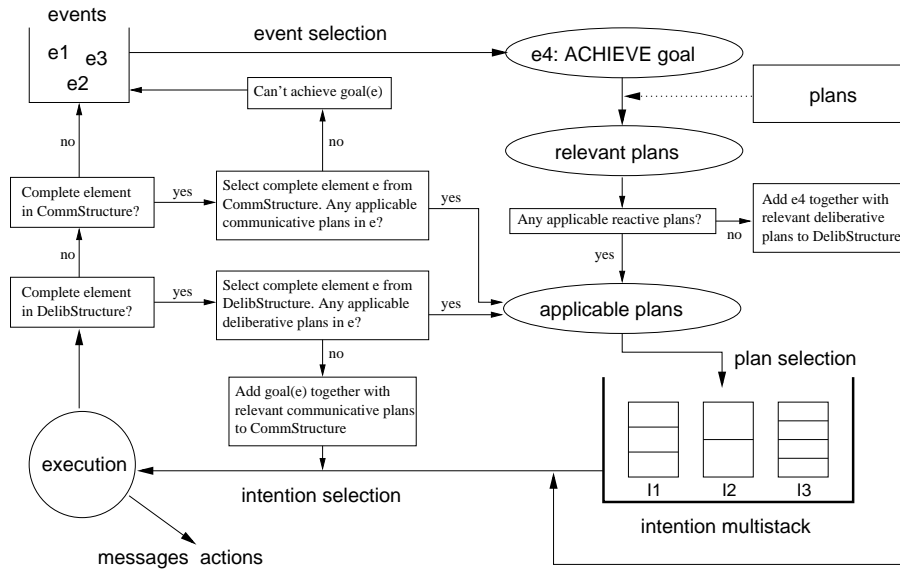 events
e1
e3
e2
event selection
e4: ACHIEVE goal
plans
Can't achieve goal(e)
no
no
relevant plans
Complete element
in CommStructure?
yes
Select complete element e from
CommStructure. Any applicable
communicative plans in e?
yes
Any applicable reactive plans?
no
Add e4 together with
relevant deliberative
plans to DelibStructure
no
yes
Complete element
in DelibStructure?
yes
Select complete element e from
DelibStructure. Any applicable
deliberative plans in e?
yes
applicable plans
no
plan selection
Add goal(e) together with
relevant communicative plans
to CommStructure
execution
intention selection
I1
I2
I3
intention multistack
messages actions